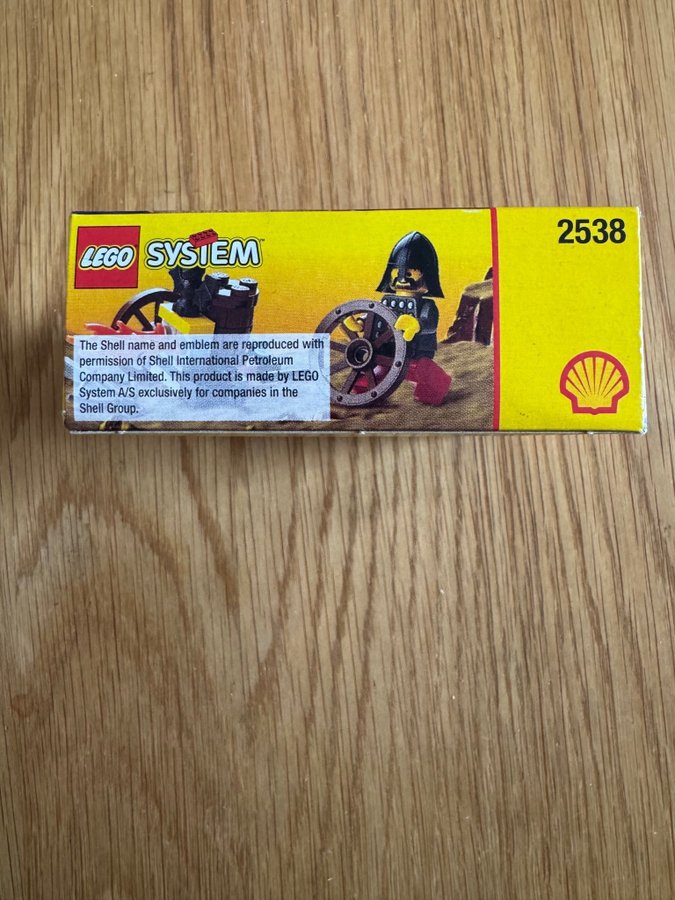 LEGO SYSTEM™
2538
The Shell name and emblem are reproduced with
permission of Shell International Petroleum
Company Limited. This product is made by LEGO
System A/S exclusively for companies in the
Shell Group.